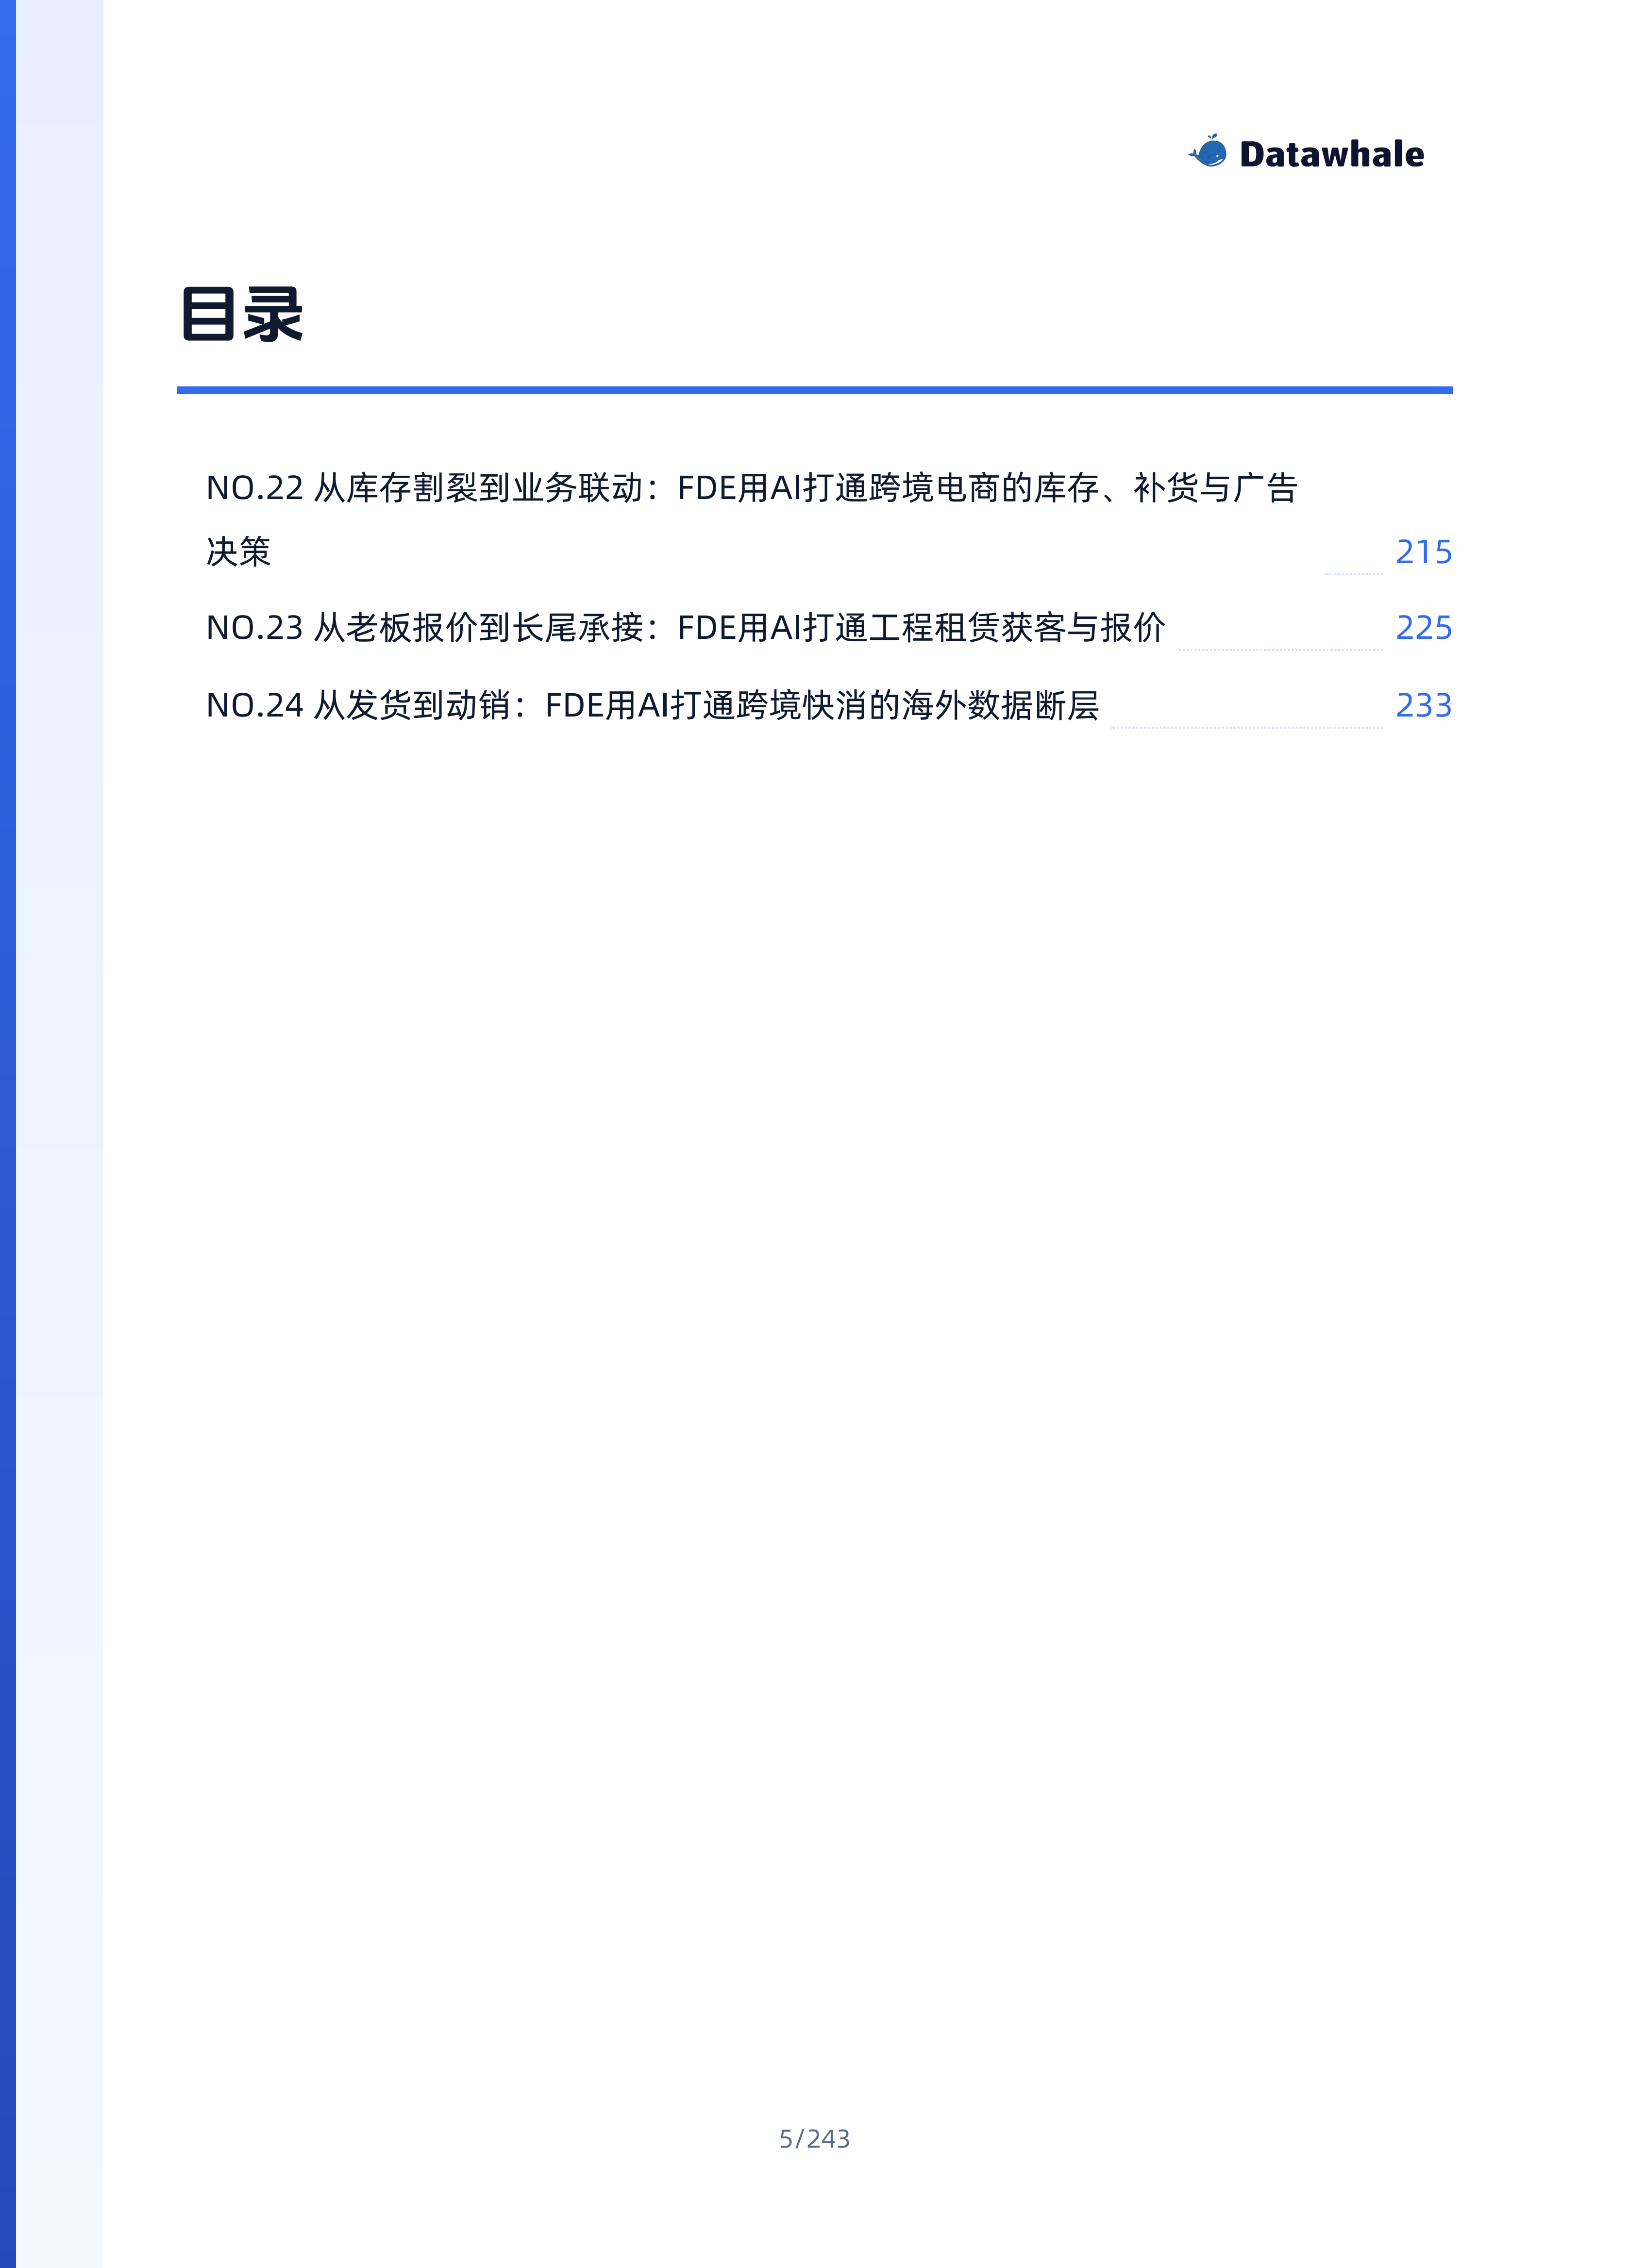 Datawhale
目录
NO.22 从库存割裂到业务联动：FDE用AI打通跨境电商的库存、补货与广告
决策 215
NO.23 从老板报价到长尾承接：FDE用AI打通工程租赁获客与报价 225
NO.24 从发货到动销：FDE用AI打通跨境快消的海外数据断层 233
5/243